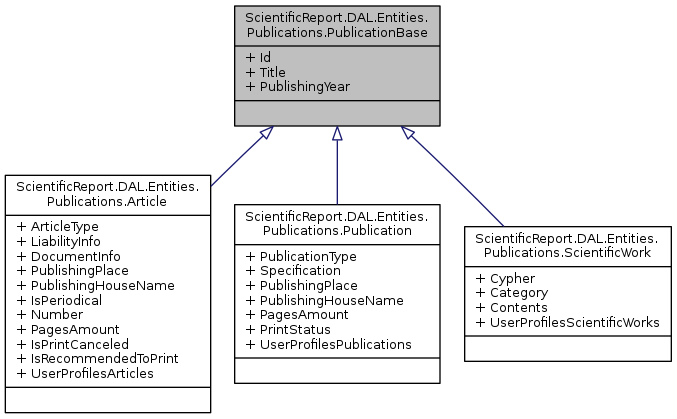 ScientificReport.DAL.Entities.
Publications.PublicationBase
+ Id
+ Title
+ PublishingYear
ScientificReport.DAL.Entities.
Publications.Article
+ ArticleType
+ LiabilityInfo
+ DocumentInfo
+ PublishingPlace
+ PublishingHouseName
+ IsPeriodical
+ Number
+ PagesAmount
+ IsPrintCanceled
+ IsRecommendedToPrint
+ UserProfilesArticles
ScientificReport.DAL.Entities.
Publications.Publication
+ PublicationType
+ Specification
+ PublishingPlace
+ PublishingHouseName
+ PagesAmount
+ PrintStatus
+ UserProfilesPublications
ScientificReport.DAL.Entities.
Publications.ScientificWork
+ Cypher
+ Category
+ Contents
+ UserProfilesScientificWorks